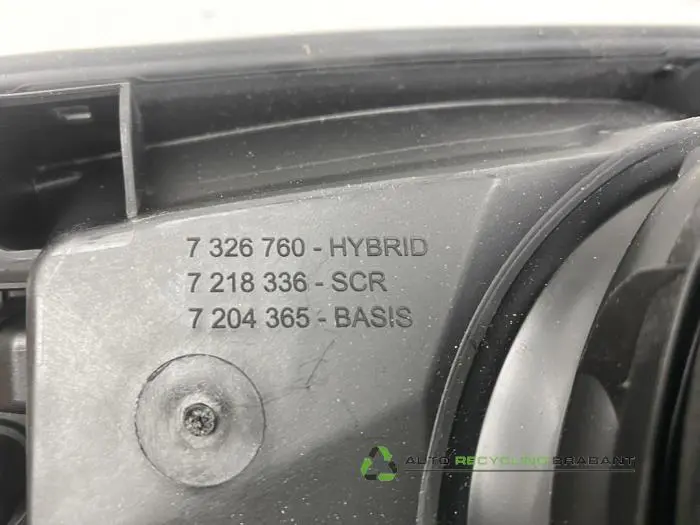 7 326 760 - HYBRID
7 218 336 - SCR
7 204 365 - BASIS
AUTO RECYCLING BRABANT